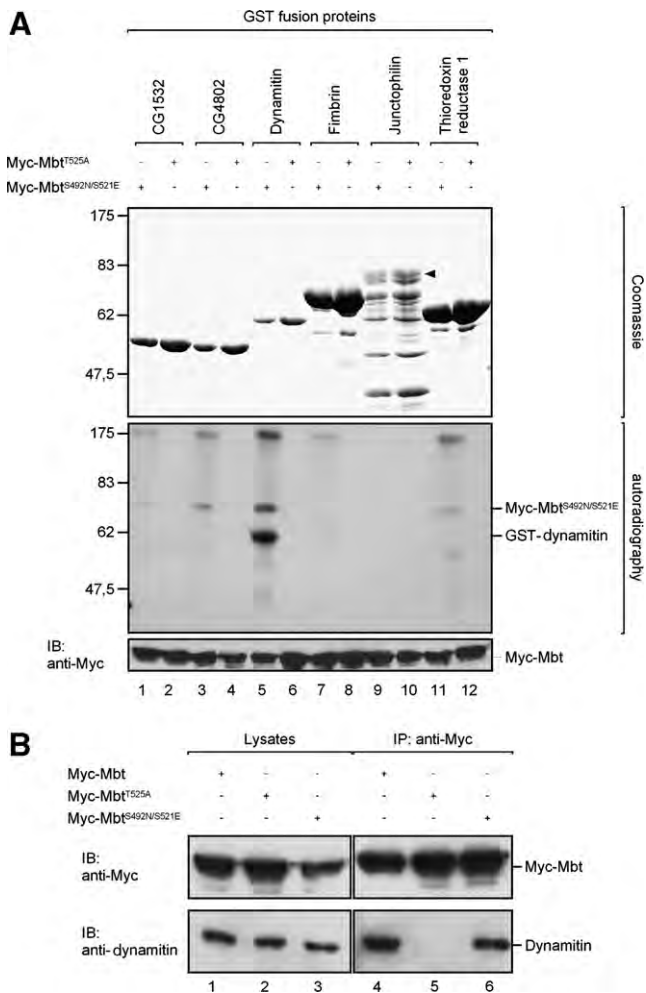 A
GST fusion proteins
CG1532
CG4802
Dynamitin
Fimbrin
Junctophilin
Thioredoxin
reductase 1
Myc-Mbt^T525A - + - + - + - + - + - +
Myc-Mbt^S492N/S521E + - + - + - + - + - + -
175
83
62
47,5
Coomassie
175
83
62
47,5
Myc-Mbt^S492N/S521E
GST-dynamitin
autoradiography
IB:
anti-Myc
Myc-Mbt
1 2 3 4 5 6 7 8 9 10 11 12
B
Lysates IP: anti-Myc
Myc-Mbt + - - + - -
Myc-Mbt^T525A - + - - + -
Myc-Mbt^S492N/S521E - - + - - +
IB:
anti-Myc
Myc-Mbt
IB:
anti-dynamitin
Dynamitin
1 2 3 4 5 6